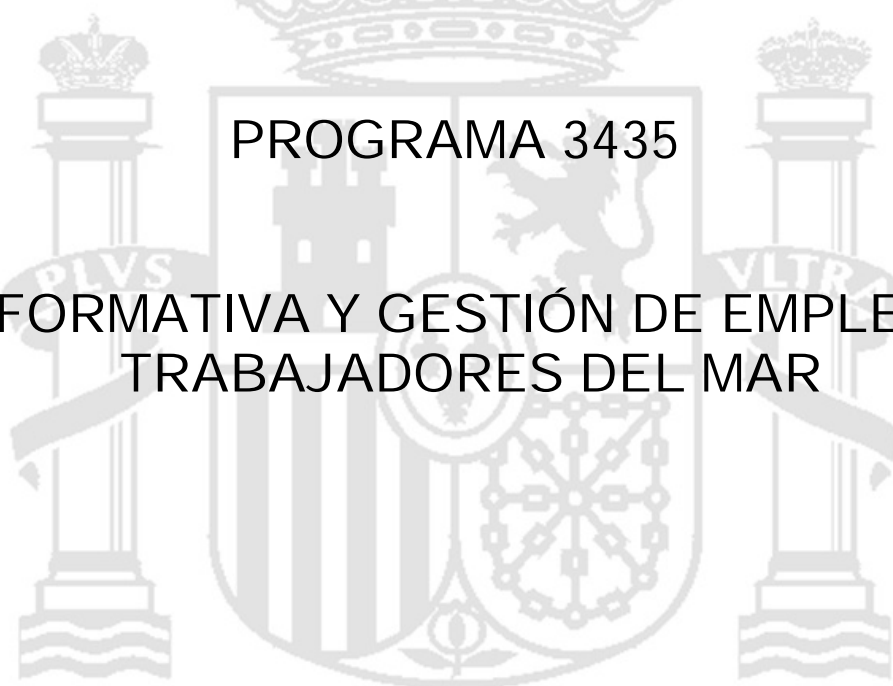 PROGRAMA 3435
PLVS
VLTR
FORMATIVA Y GESTIÓN DE EMPLE
TRABAJADORES DEL MAR